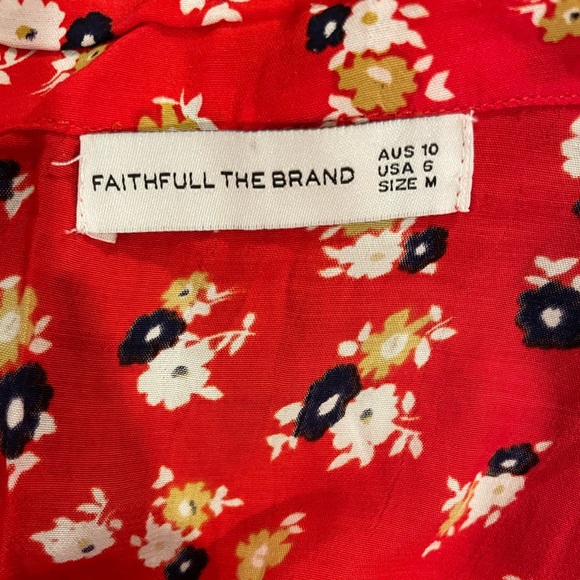 FAITHFULL THE BRAND
AUS 10
USA 6
SIZE M